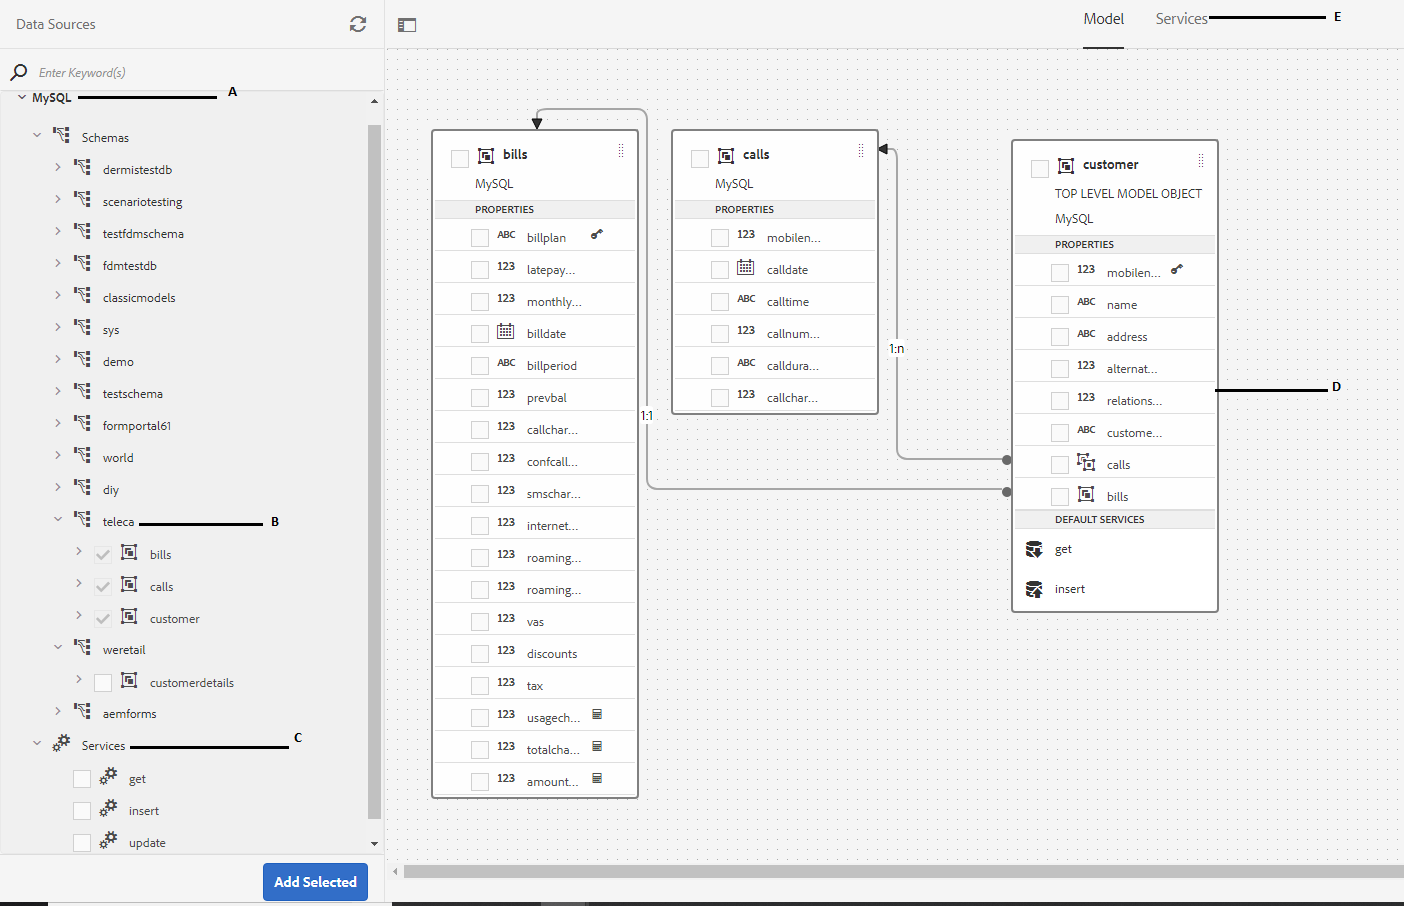 Data Sources
Enter Keyword(s)
MySQL
A
Schemas
dermistestdb
scenariotesting
testfdmschema
fdmtestdb
classicmodels
sys
demo
testschema
formportal61
world
diy
teleca
B
bills
calls
customer
weretail
customerdetails
aemforms
Services
C
get
insert
update
Add Selected
Model
Services
E
bills
MySQL
PROPERTIES
ABC billplan
123 latepay...
123 monthly...
billdate
ABC billperiod
123 prevbal
123 callchar...
123 confcall...
123 smschar...
123 internet...
123 roaming...
123 roaming...
123 vas
123 discounts
123 tax
123 usagech...
123 totalcha...
123 amount...
1:1
calls
MySQL
PROPERTIES
123 mobilen...
calldate
ABC calltime
123 callnum...
ABC calldura...
123 callchar...
1:n
customer
TOP LEVEL MODEL OBJECT
MySQL
PROPERTIES
123 mobilen...
ABC name
ABC address
123 alternat...
123 relations...
ABC custome...
calls
bills
DEFAULT SERVICES
get
insert
D